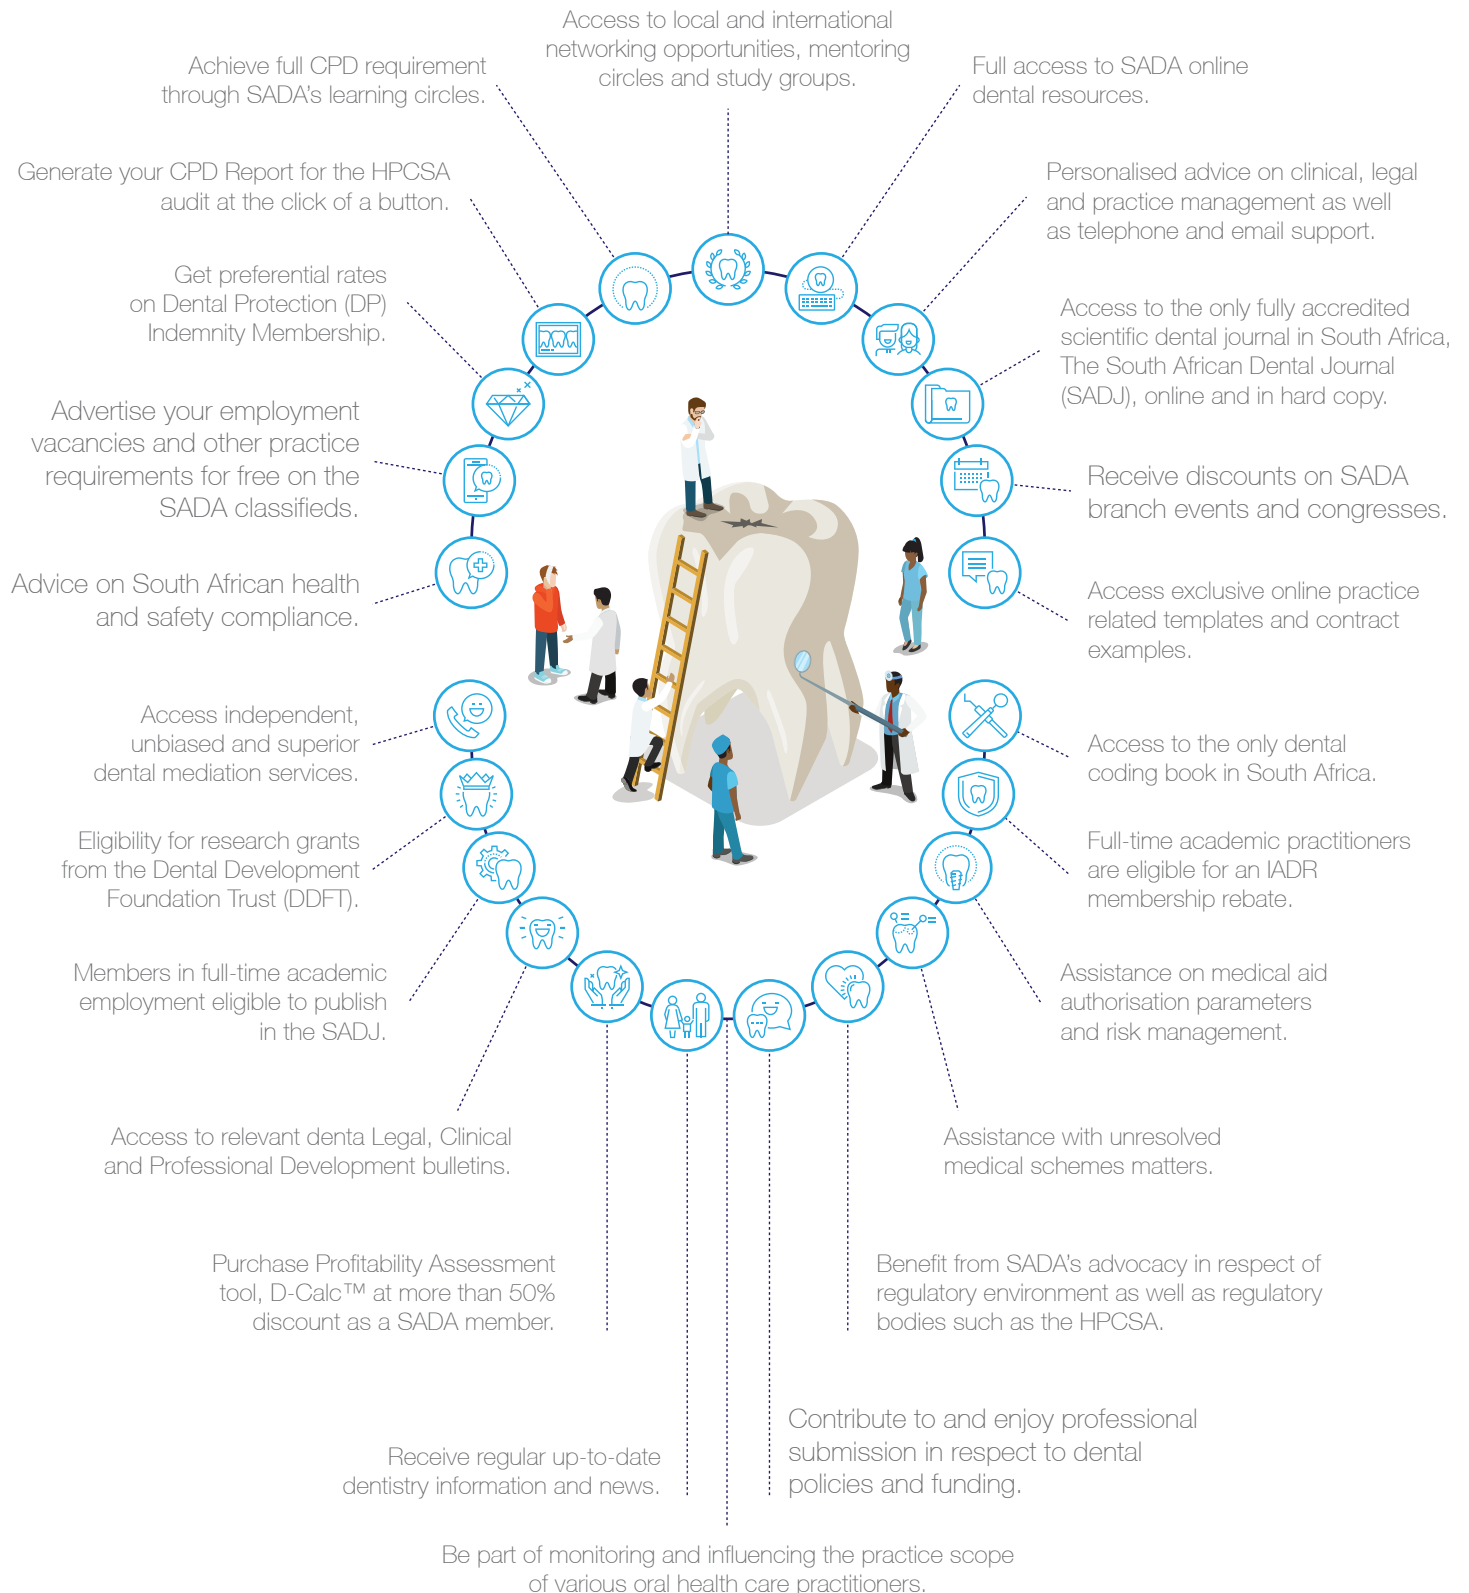 Access to local and international
networking opportunities, mentoring
circles and study groups.
Achieve full CPD requirement
through SADA's learning circles.
Full access to SADA online
dental resources.
Generate your CPD Report for the HPCSA
audit at the click of a button.
Personalised advice on clinical, legal
and practice management as well
as telephone and email support.
Get preferential rates
on Dental Protection (DP)
Indemnity Membership.
Access to the only fully accredited
scientific dental journal in South Africa,
The South African Dental Journal
(SADJ), online and in hard copy.
Advertise your employment
vacancies and other practice
requirements for free on the
SADA classifieds.
Receive discounts on SADA
branch events and congresses.
Advice on South African health
and safety compliance.
Access exclusive online practice
related templates and contract
examples.
Access independent,
unbiased and superior
dental mediation services.
Access to the only dental
coding book in South Africa.
Eligibility for research grants
from the Dental Development
Foundation Trust (DDFT).
Full-time academic practitioners
are eligible for an IADR
membership rebate.
Members in full-time academic
employment eligible to publish
in the SADJ.
Assistance on medical aid
authorisation parameters
and risk management.
Access to relevant denta Legal, Clinical
and Professional Development bulletins.
Assistance with unresolved
medical schemes matters.
Purchase Profitability Assessment
tool, D-Calc™ at more than 50%
discount as a SADA member.
Benefit from SADA's advocacy in respect of
regulatory environment as well as regulatory
bodies such as the HPCSA.
Receive regular up-to-date
dentistry information and news.
Contribute to and enjoy professional
submission in respect to dental
policies and funding.
Be part of monitoring and influencing the practice scope
of various oral health care practitioners.